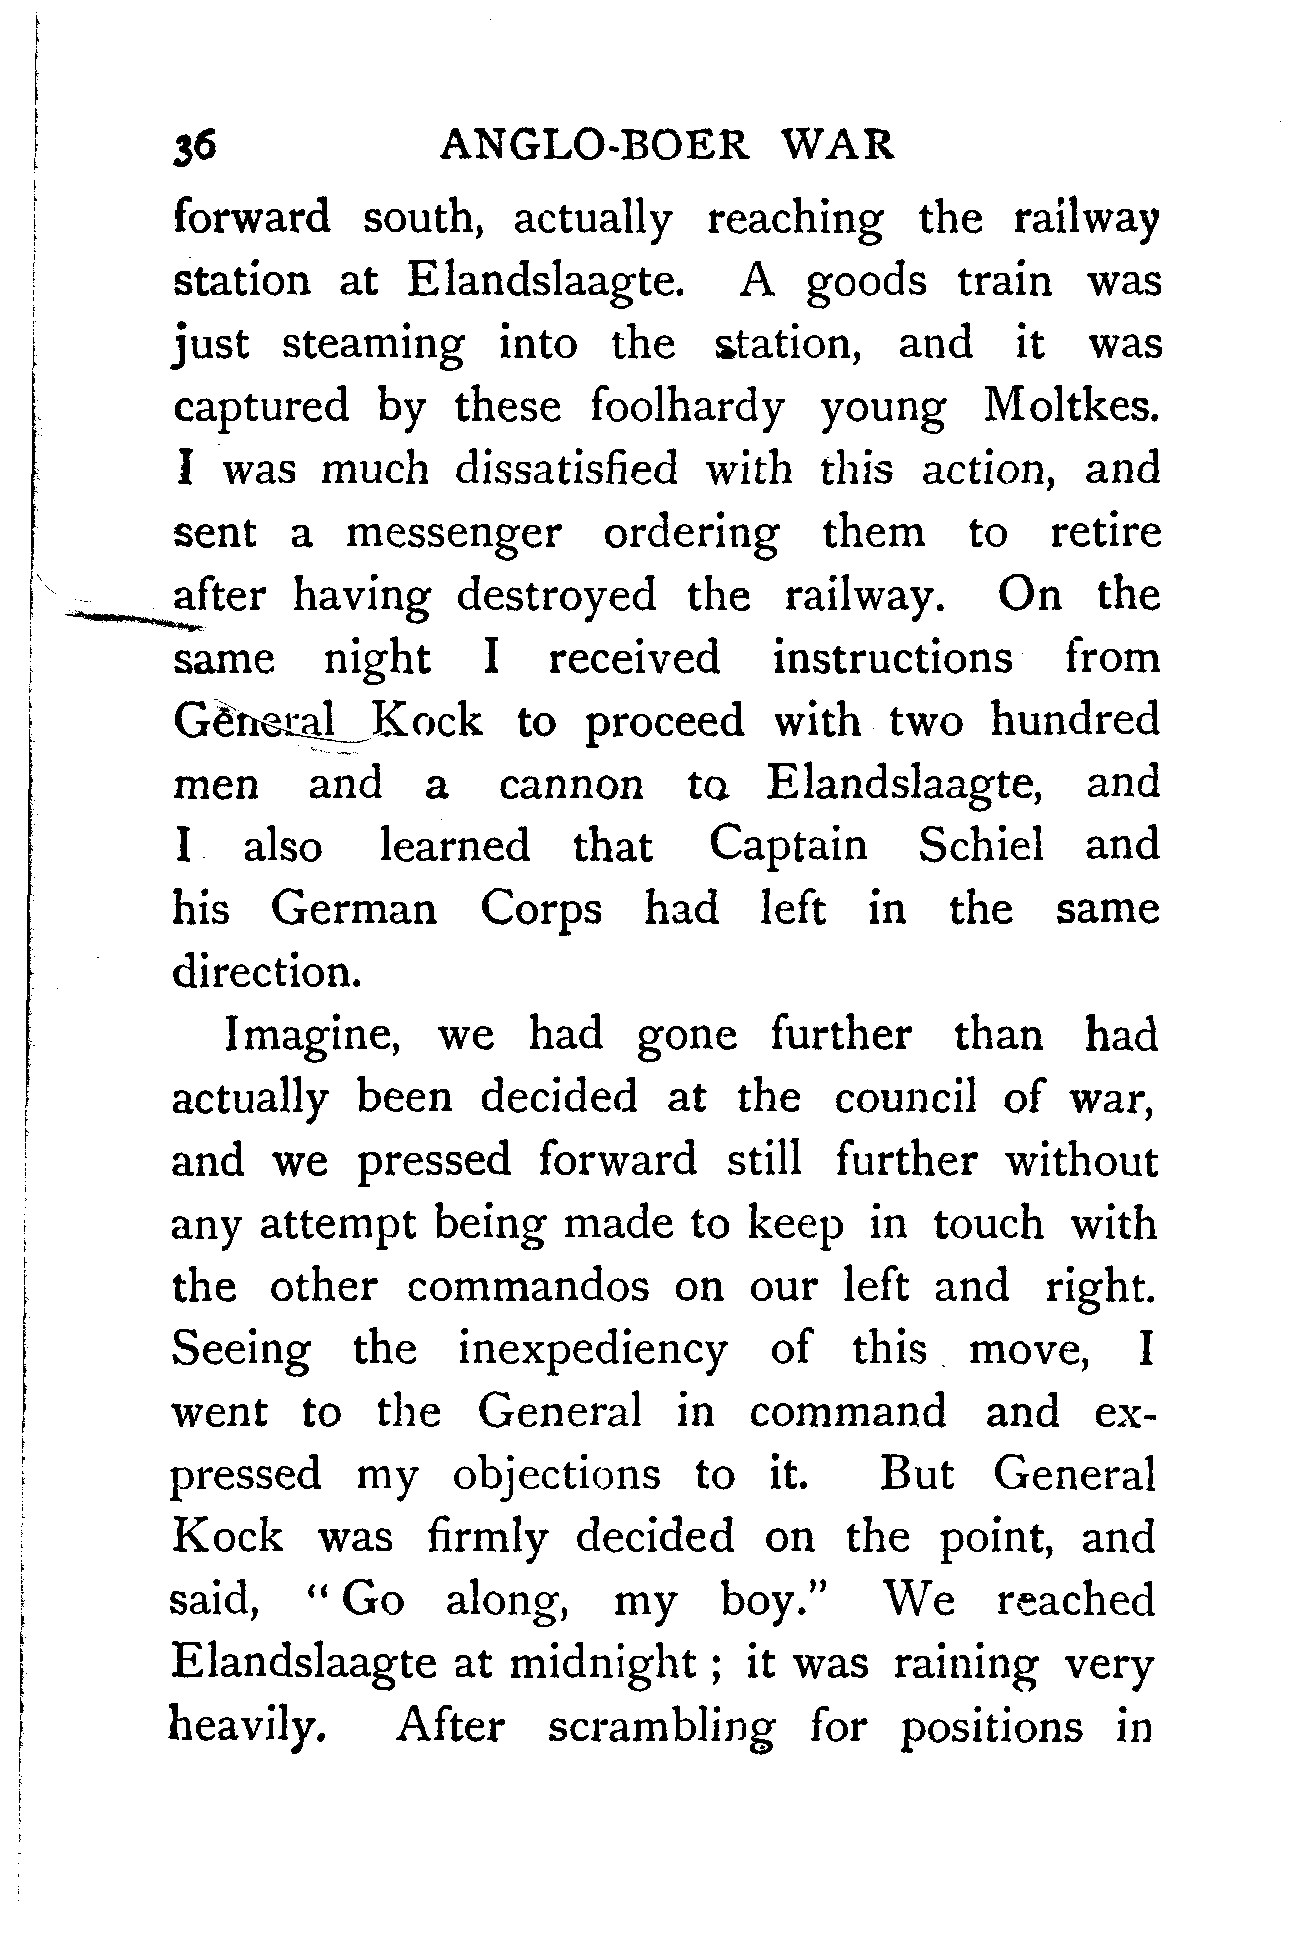 36 ANGLO-BOER WAR
forward south, actually reaching the railway
station at Elandslaagte. A goods train was
just steaming into the station, and it was
captured by these foolhardy young Moltkes.
I was much dissatisfied with this action, and
sent a messenger ordering them to retire
after having destroyed the railway. On the
same night I received instructions from
General Kock to proceed with two hundred
men and a cannon to Elandslaagte, and
I also learned that Captain Schiel and
his German Corps had left in the same
direction.
Imagine, we had gone further than had
actually been decided at the council of war,
and we pressed forward still further without
any attempt being made to keep in touch with
the other commandos on our left and right.
Seeing the inexpediency of this move, I
went to the General in command and ex-
pressed my objections to it. But General
Kock was firmly decided on the point, and
said, “Go along, my boy.” We reached
Elandslaagte at midnight ; it was raining very
heavily. After scrambling for positions in